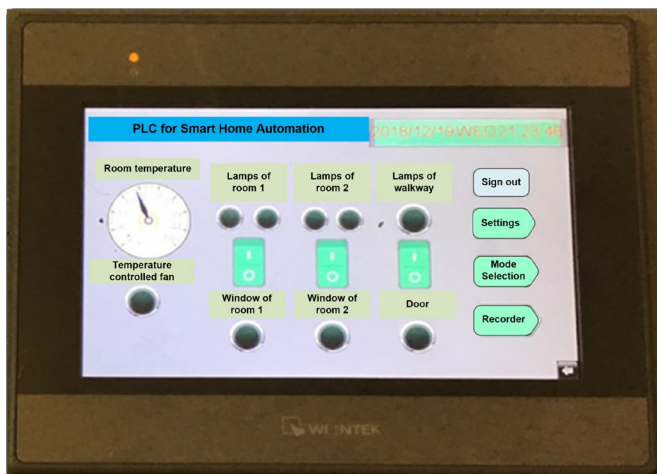 PLC for Smart Home Automation
2018/12/19WED21:23:46
Room temperature
Lamps of
room 1
Lamps of
room 2
Lamps of
walkway
Sign out
Settings
Temperature
controlled fan
Mode
Selection
Window of
room 1
Window of
room 2
Door
Recorder